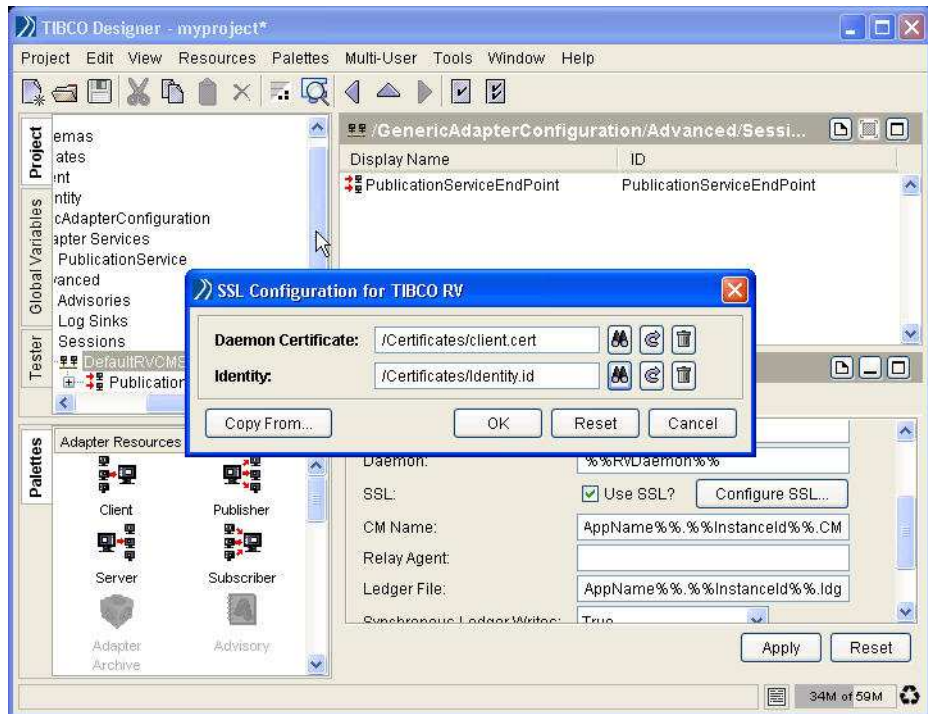 TIBCO Designer - myproject*
Project Edit View Resources Palettes Multi-User Tools Window Help
Project
Global Variables
Tester
emas
ates
ent
ntity
cAdapterConfiguration
apter Services
PublicationService
vanced
Advisories
Log Sinks
Sessions
DefaultRVCMS
Publication
/GenericAdapterConfiguration/Advanced/Sessi...
Display Name ID
PublicationServiceEndPoint PublicationServiceEndPoint
SSL Configuration for TIBCO RV
Daemon Certificate: /Certificates/client.cert
Identity: /Certificates/Identity.id
Copy From... OK Reset Cancel
Palettes
Adapter Resources
Client Publisher
Server Subscriber
Adapter Archive
Advisory
Daemon: %%RvDaemon%%
SSL: Use SSL? Configure SSL...
CM Name: AppName%%.%%InstanceId%%.CM
Relay Agent:
Ledger File: AppName%%.%%InstanceId%%.ldg
Synchronous Ledger Writes: True
Apply Reset
34M of 59M